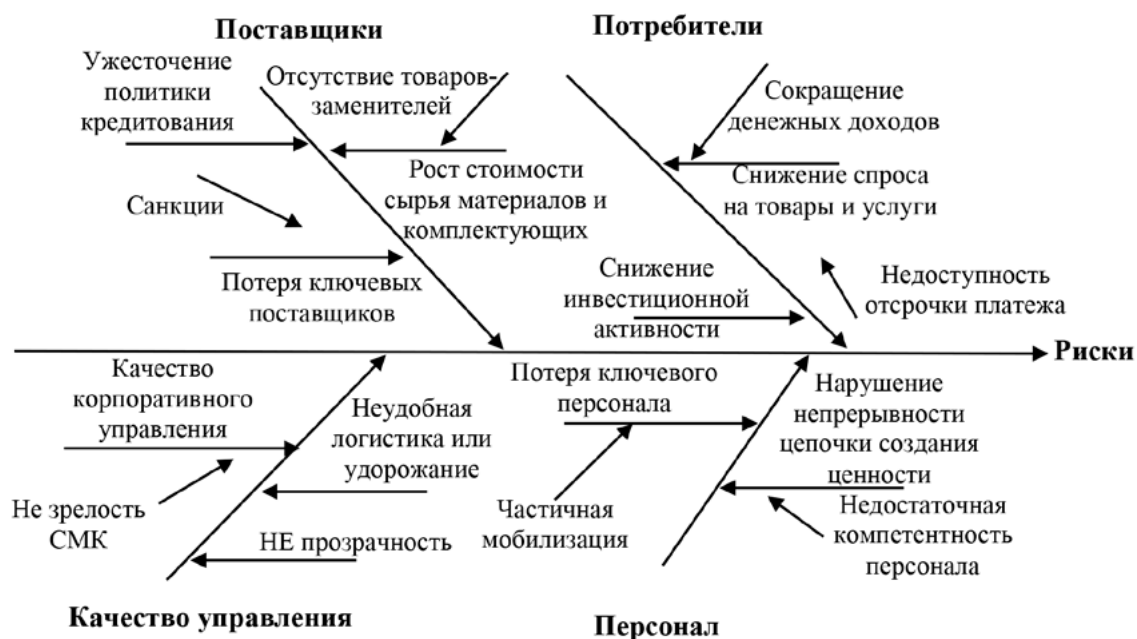 Поставщики
Ужесточение
политики
кредитования
Отсутствие товаров-
заменителей
Рост стоимости
сырья материалов и
комплектующих
Санкции
Потеря ключевых
поставщиков
Потребители
Сокращение
денежных доходов
Снижение спроса
на товары и услуги
Снижение
инвестиционной
активности
Недоступность
отсрочки платежа
Риски
Качество
корпоративного
управления
Неудобная
логистика или
удорожание
Не зрелость
СМК
НЕ прозрачность
Качество управления
Потеря ключевого
персонала
Нарушение
непрерывности
цепочки создания
ценности
Частичная
мобилизация
Недостаточная
компетентность
персонала
Персонал